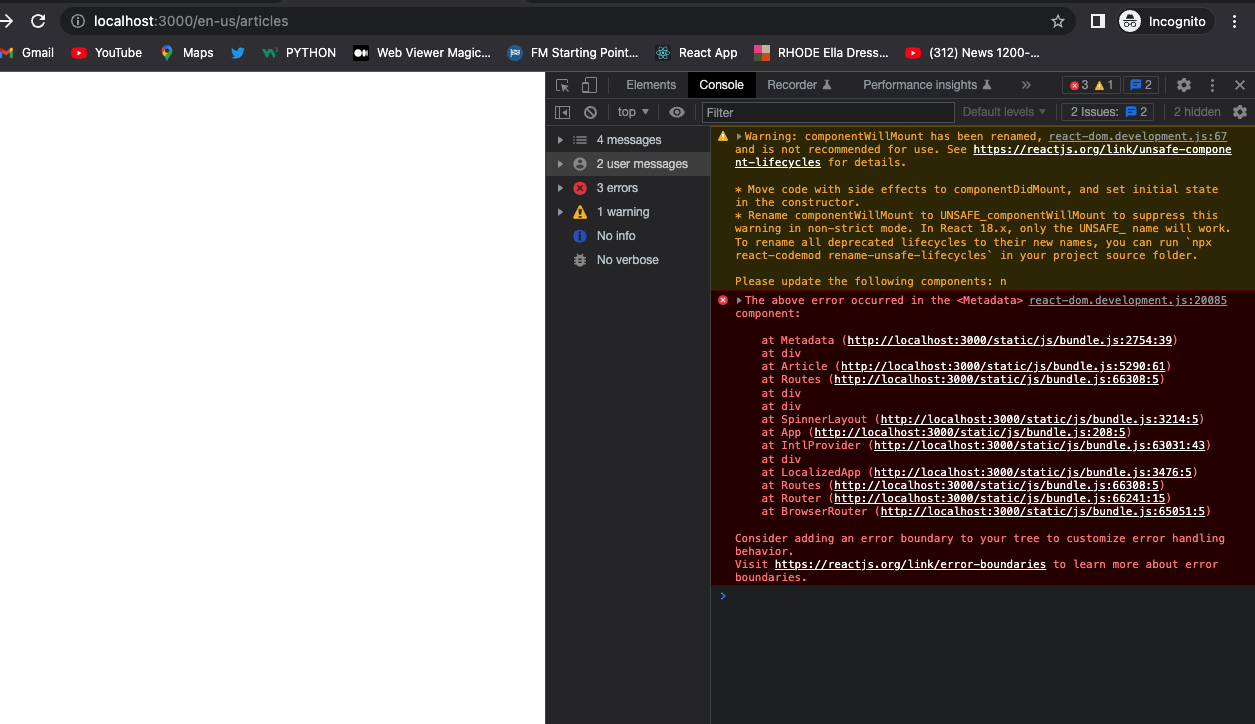 localhost:3000/en-us/articles
Incognito
Gmail YouTube Maps PYTHON Web Viewer Magic... FM Starting Point... React App RHODE Ella Dress... (312) News 1200-...
Elements Console Recorder Performance insights » 3 1 2
top ▼ Filter Default levels ▼ 2 Issues: 2 2 hidden
4 messages
2 user messages
3 errors
1 warning
No info
No verbose
Warning: componentWillMount has been renamed, react-dom.development.js:67
and is not recommended for use. See https://reactjs.org/link/unsafe-compone
nt-lifecycles for details.
* Move code with side effects to componentDidMount, and set initial state
in the constructor.
* Rename componentWillMount to UNSAFE_componentWillMount to suppress this
warning in non-strict mode. In React 18.x, only the UNSAFE_ name will work.
To rename all deprecated lifecycles to their new names, you can run `npx
react-codemod rename-unsafe-lifecycles` in your project source folder.
Please update the following components: n
The above error occurred in the <Metadata> react-dom.development.js:20085
component:
at Metadata (http://localhost:3000/static/js/bundle.js:2754:39)
at div
at Article (http://localhost:3000/static/js/bundle.js:5290:61)
at Routes (http://localhost:3000/static/js/bundle.js:66308:5)
at div
at div
at SpinnerLayout (http://localhost:3000/static/js/bundle.js:3214:5)
at App (http://localhost:3000/static/js/bundle.js:208:5)
at IntlProvider (http://localhost:3000/static/js/bundle.js:63031:43)
at div
at LocalizedApp (http://localhost:3000/static/js/bundle.js:3476:5)
at Routes (http://localhost:3000/static/js/bundle.js:66308:5)
at Router (http://localhost:3000/static/js/bundle.js:66241:15)
at BrowserRouter (http://localhost:3000/static/js/bundle.js:65051:5)
Consider adding an error boundary to your tree to customize error handling
behavior.
Visit https://reactjs.org/link/error-boundaries to learn more about error
boundaries.